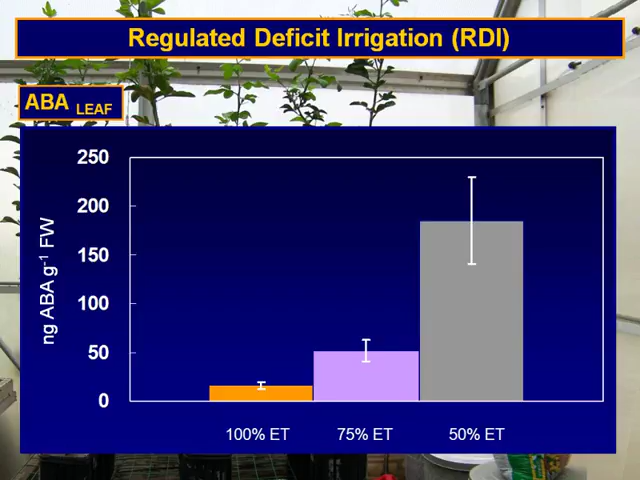 Regulated Deficit Irrigation (RDI)
ABA LEAF
250
200
150
100
50
0
ng ABA g-1 FW
100% ET
75% ET
50% ET